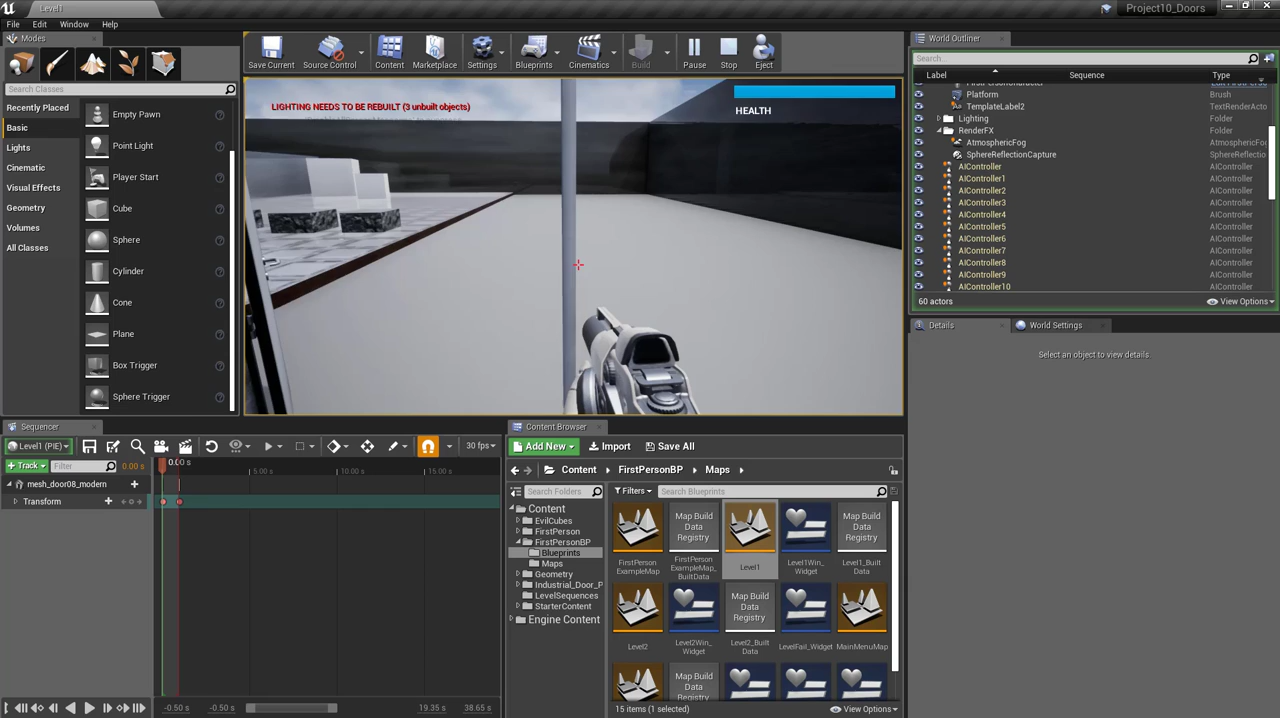 Level1
Project10_Doors
File Edit Window Help
Modes
Search Classes
Recently Placed
Basic
Lights
Cinematic
Visual Effects
Geometry
Volumes
All Classes
Empty Pawn
Point Light
Player Start
Cube
Sphere
Cylinder
Cone
Plane
Box Trigger
Sphere Trigger
Save Current
Source Control
Content
Marketplace
Settings
Blueprints
Cinematics
Build
Pause
Stop
Eject
LIGHTING NEEDS TO BE REBUILT (3 unbuilt objects)
HEALTH
World Outliner
Search...
Label Sequence Type
Platform Brush
TemplateLabel2 TextRenderActo
Lighting Folder
RenderFX Folder
AtmosphericFog AtmosphericFo
SphereReflectionCapture SphereReflectio
AIController AIController
AIController1 AIController
AIController2 AIController
AIController3 AIController
AIController4 AIController
AIController5 AIController
AIController6 AIController
AIController7 AIController
AIController8 AIController
AIController9 AIController
AIController10 AIController
60 actors
View Options
Details
World Settings
Select an object to view details.
Sequencer
Level1 (PIE)
30 fps
Track
Filter
0.00 s
0.00 s
5.00 s
10.00 s
15.00 s
mesh_door08_modern
Transform
-0.50 s
-0.50 s
19.35 s
38.65 s
Content Browser
Add New
Import
Save All
Content
FirstPersonBP
Maps
Search Folders
Filters
Search Blueprints
Content
EvilCubes
FirstPerson
FirstPersonBP
Blueprints
Maps
Geometry
Industrial_Door_P
LevelSequences
StarterContent
Engine Content
Map Build
Data
Registry
Map Build
Data
Registry
FirstPerson
ExampleMap
FirstPerson
ExampleMap_
BuiltData
Level1
Level1Win_
Widget
Level1_Built
Data
Map Build
Data
Registry
Level2
Level2Win_
Widget
Level2_Built
Data
LevelFail_Widget
MainMenuMap
Map Build
Data
Registry
15 items (1 selected)
View Options